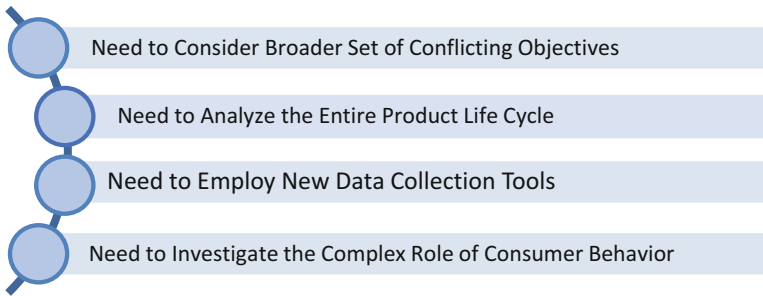 Need to Consider Broader Set of Conflicting Objectives
Need to Analyze the Entire Product Life Cycle
Need to Employ New Data Collection Tools
Need to Investigate the Complex Role of Consumer Behavior